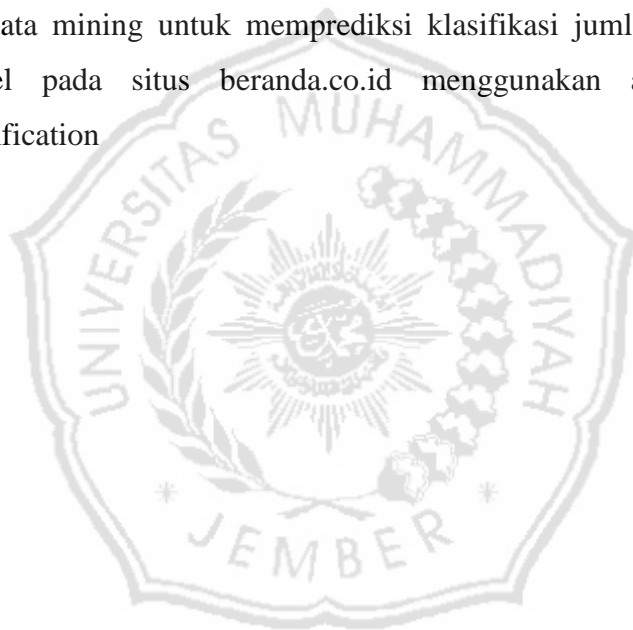 ata mining untuk memprediksi klasifikasi juml
el pada situs beranda.co.id menggunakan a
ification
UNIVERSITAS MUHAMMADIYAH
JEMBER